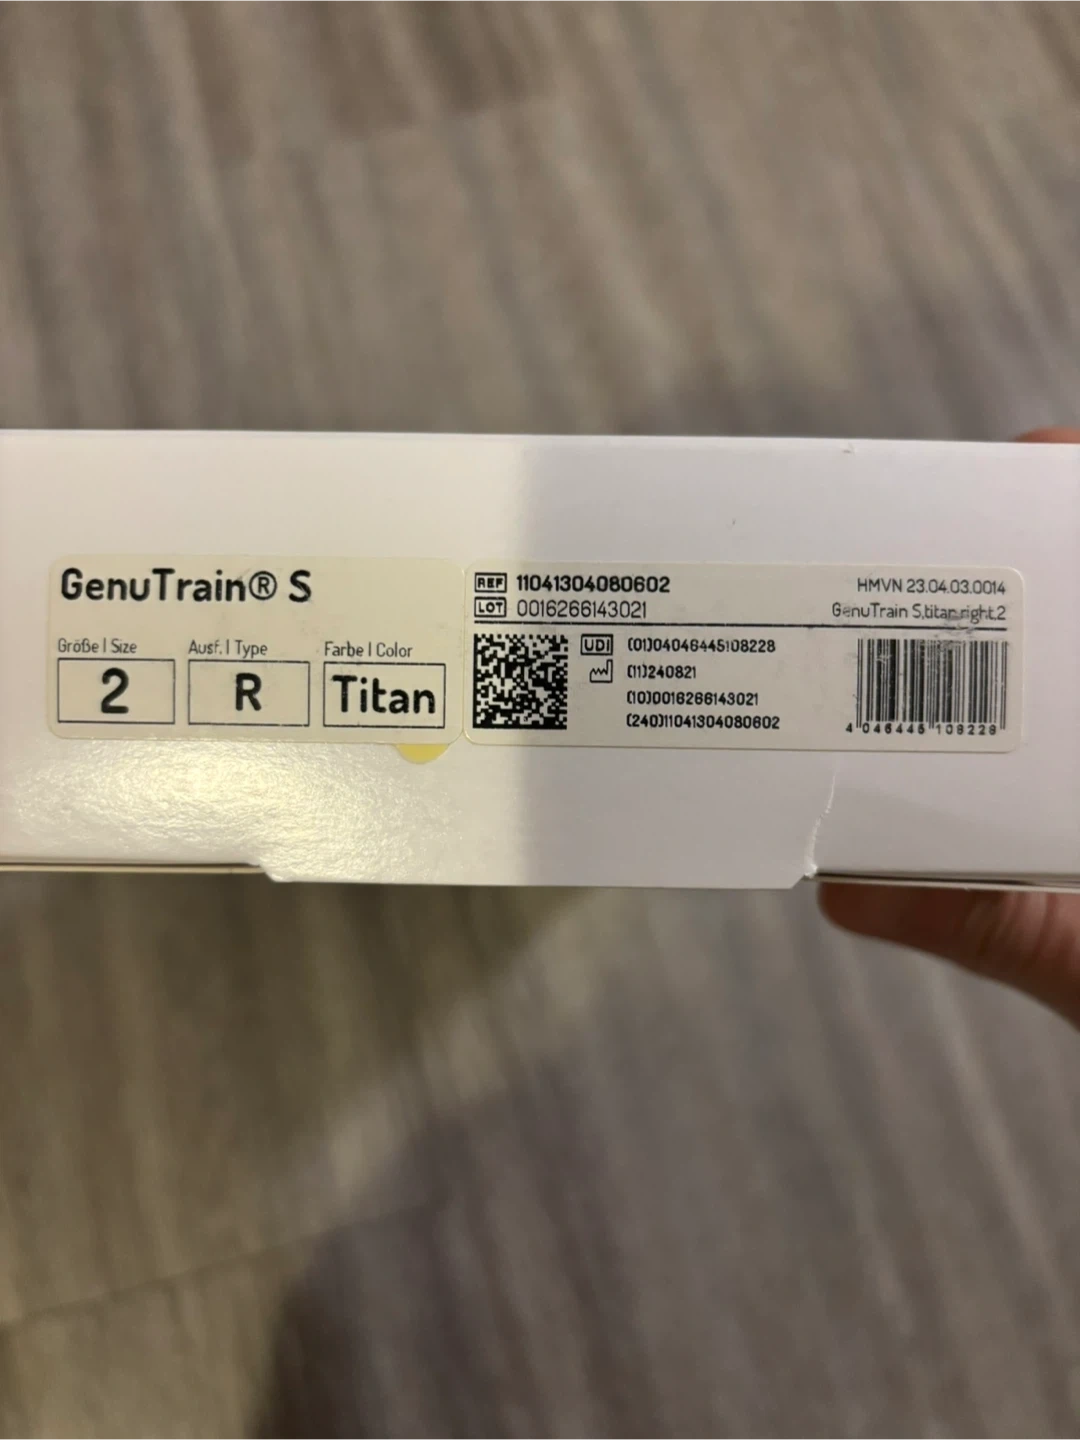 GenuTrain® S
Größe | Size
2
Ausf. | Type
R
Farbe | Color
Titan
REF 11041304080602
LOT 0016266143021
HMVN 23.04.03.0014
GenuTrain S,titan,right,2
UDI (01)04046445108228
(11)240821
(10)0016266143021
(240)11041304080602
4 046445 108228